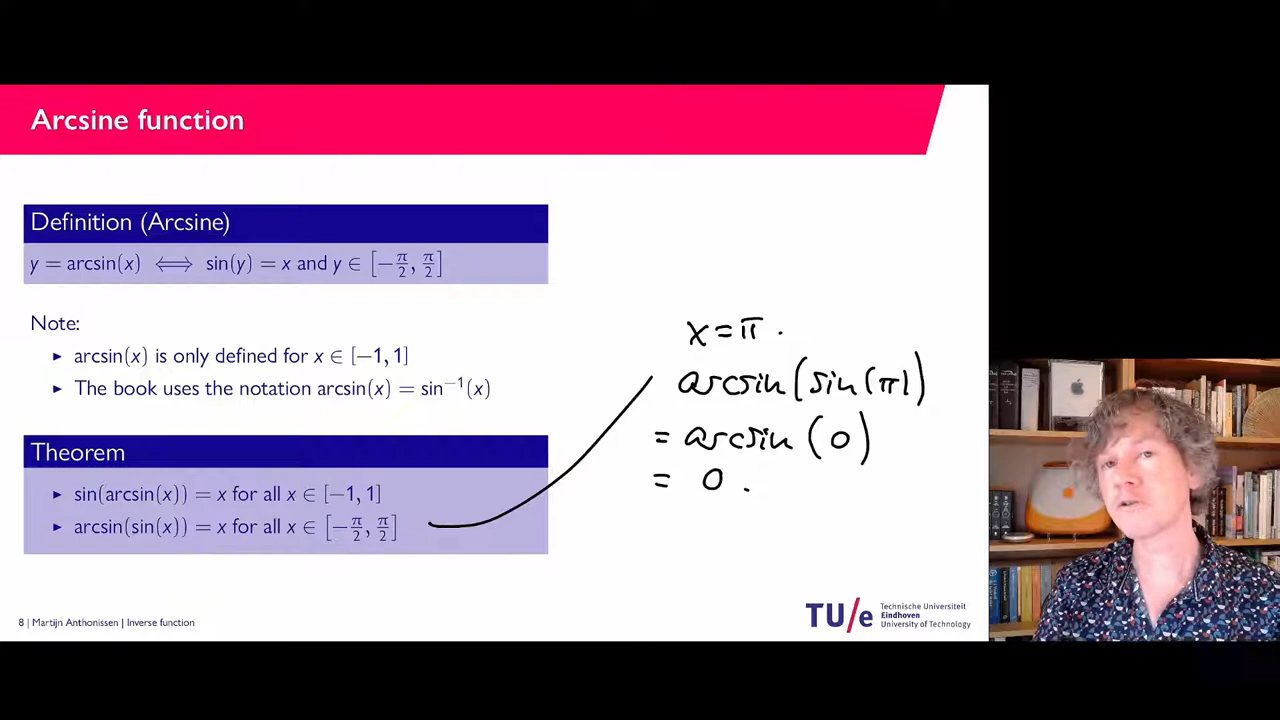 Arcsine function
Definition (Arcsine)
y = arcsin(x) ⟺ sin(y) = x and y ∈ [−π/2, π/2]
Note:
▸ arcsin(x) is only defined for x ∈ [−1, 1]
▸ The book uses the notation arcsin(x) = sin⁻¹(x)
Theorem
▸ sin(arcsin(x)) = x for all x ∈ [−1, 1]
▸ arcsin(sin(x)) = x for all x ∈ [−π/2, π/2]
x = π.
arcsin(sin(π))
= arcsin(0)
= 0.
8 | Martijn Anthonissen | Inverse function
TU/e
Technische Universiteit
Eindhoven
University of Technology